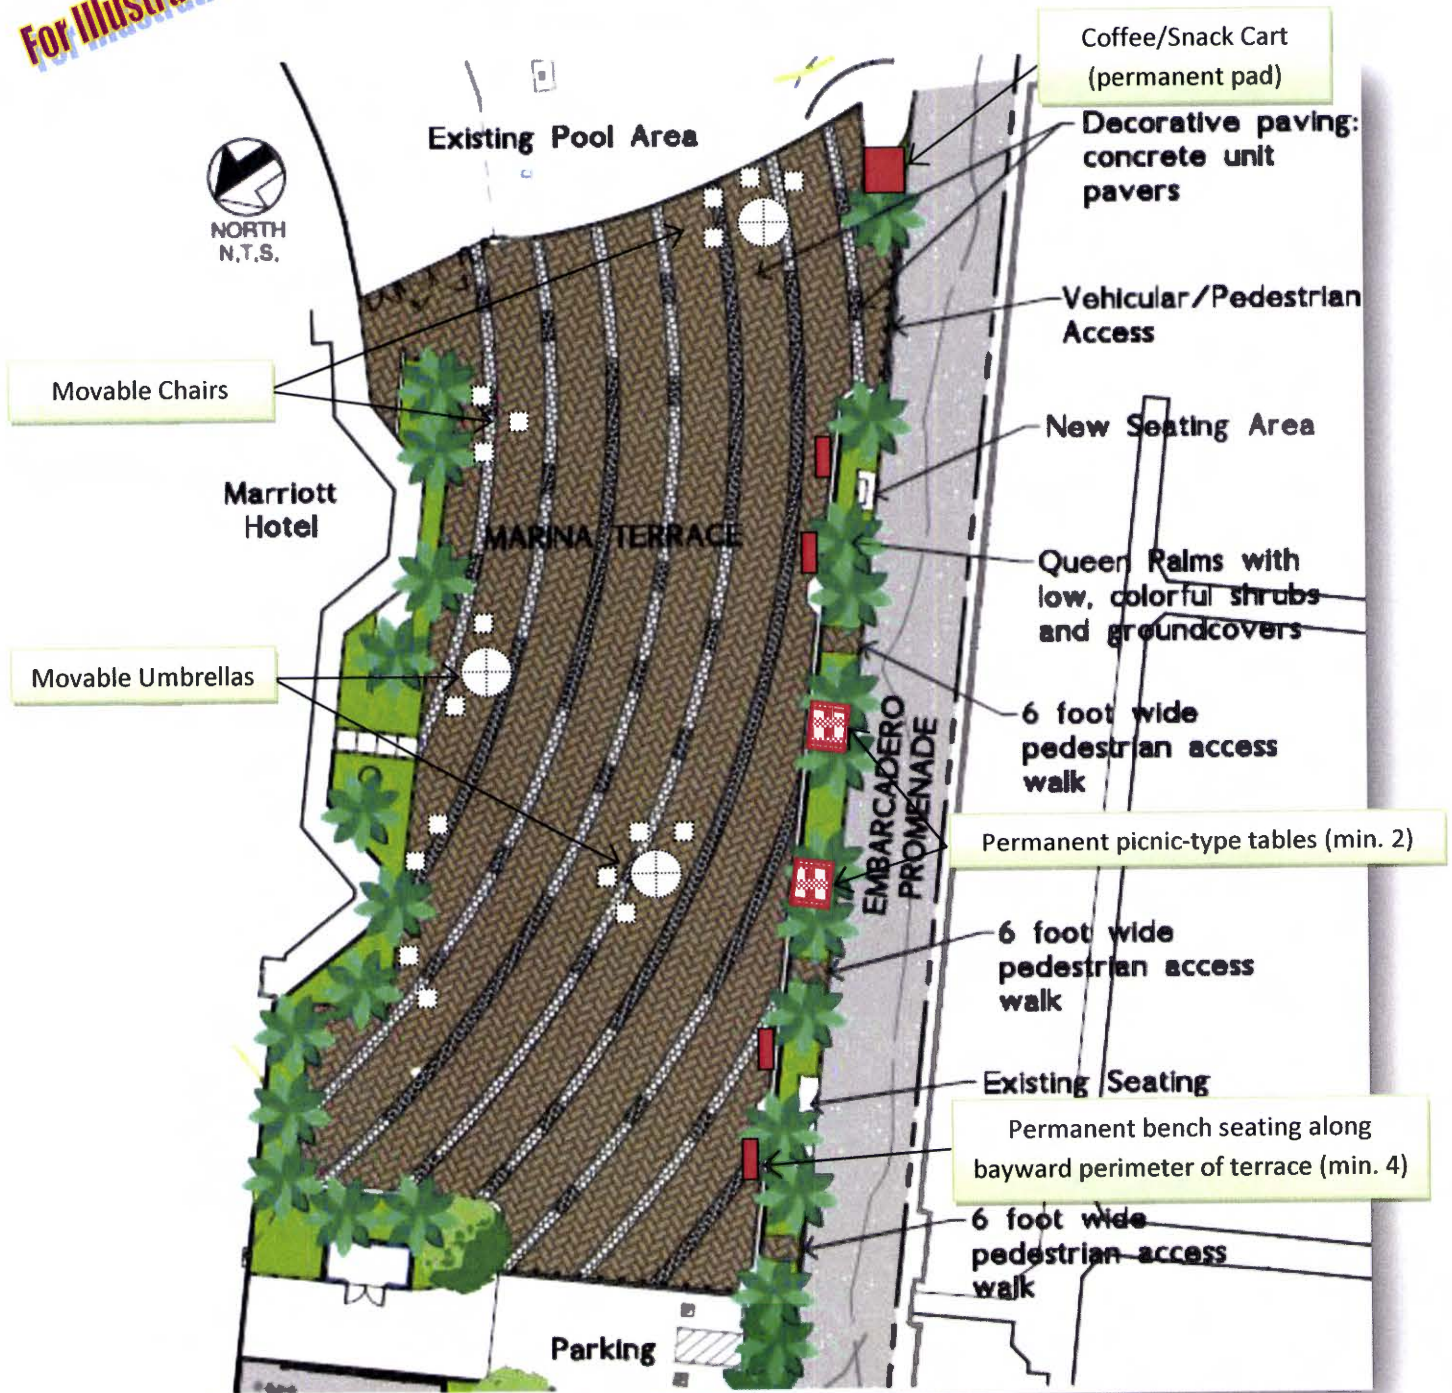 For Illustra
Coffee/Snack Cart
(permanent pad)
Existing Pool Area
Decorative paving:
concrete unit
pavers
NORTH
N.T.S.
Vehicular/Pedestrian
Access
Movable Chairs
New Seating Area
Marriott
Hotel
MARINA TERRACE
Queen Palms with
low, colorful shrubs
and groundcovers
Movable Umbrellas
6 foot wide
pedestrian access
walk
EMBARCADERO
PROMENADE
Permanent picnic-type tables (min. 2)
6 foot wide
pedestrian access
walk
Existing Seating
Permanent bench seating along
bayward perimeter of terrace (min. 4)
6 foot wide
pedestrian access
walk
Parking